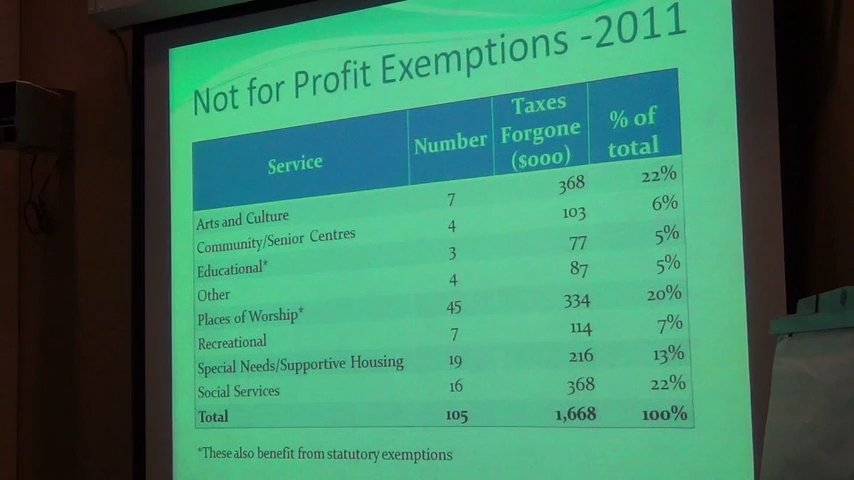 Not for Profit Exemptions -2011
Service Number Taxes Forgone ($000) % of total
Arts and Culture 7 368 22%
Community/Senior Centres 4 103 6%
Educational* 3 77 5%
Other 4 87 5%
Places of Worship* 45 334 20%
Recreational 7 114 7%
Special Needs/Supportive Housing 19 216 13%
Social Services 16 368 22%
Total 105 1,668 100%
*These also benefit from statutory exemptions